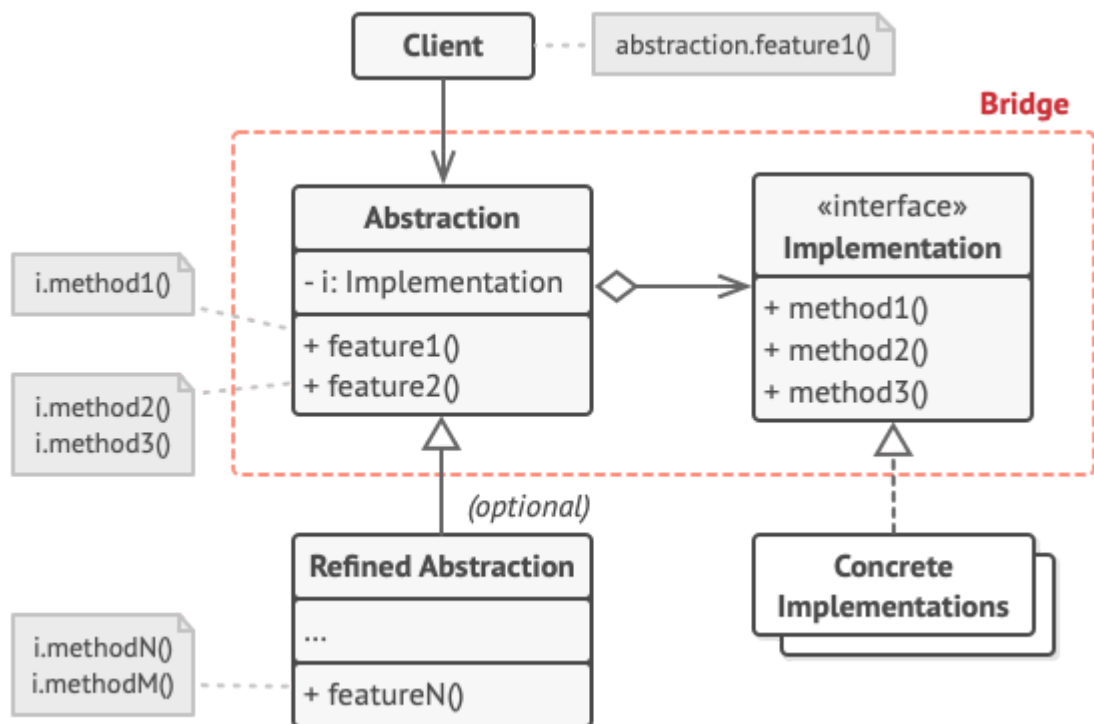 Client
abstraction.feature1()
Bridge
Abstraction
- i: Implementation
+ feature1()
+ feature2()
«interface»
Implementation
+ method1()
+ method2()
+ method3()
i.method1()
i.method2()
i.method3()
(optional)
Refined Abstraction
...
+ featureN()
Concrete
Implementations
i.methodN()
i.methodM()